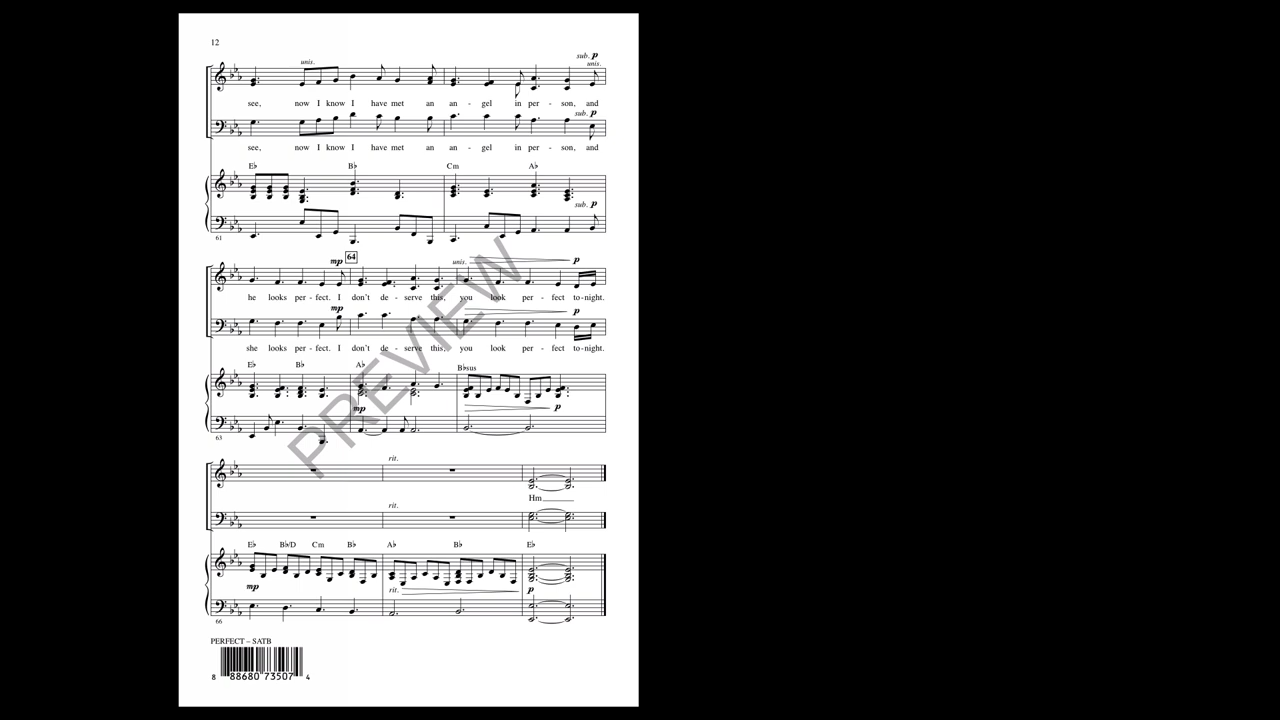 12
sub. p
unis.
unis.
see, now I know I have met an an - gel in per - son, and
sub. p
see, now I know I have met an an - gel in per - son, and
E♭ B♭ Cm A♭
sub. p
61
mp 64 unis. p
he looks per - fect. I don't de - serve this, you look per - fect to-night.
mp p
she looks per - fect. I don't de - serve this, you look per - fect to-night.
E♭ B♭ A♭ B♭sus
mp p
63
PREVIEW
rit.
Hm
rit.
E♭ B♭/D Cm B♭ A♭ B♭ E♭
mp rit. p
66
PERFECT – SATB
8 88680 73507 4